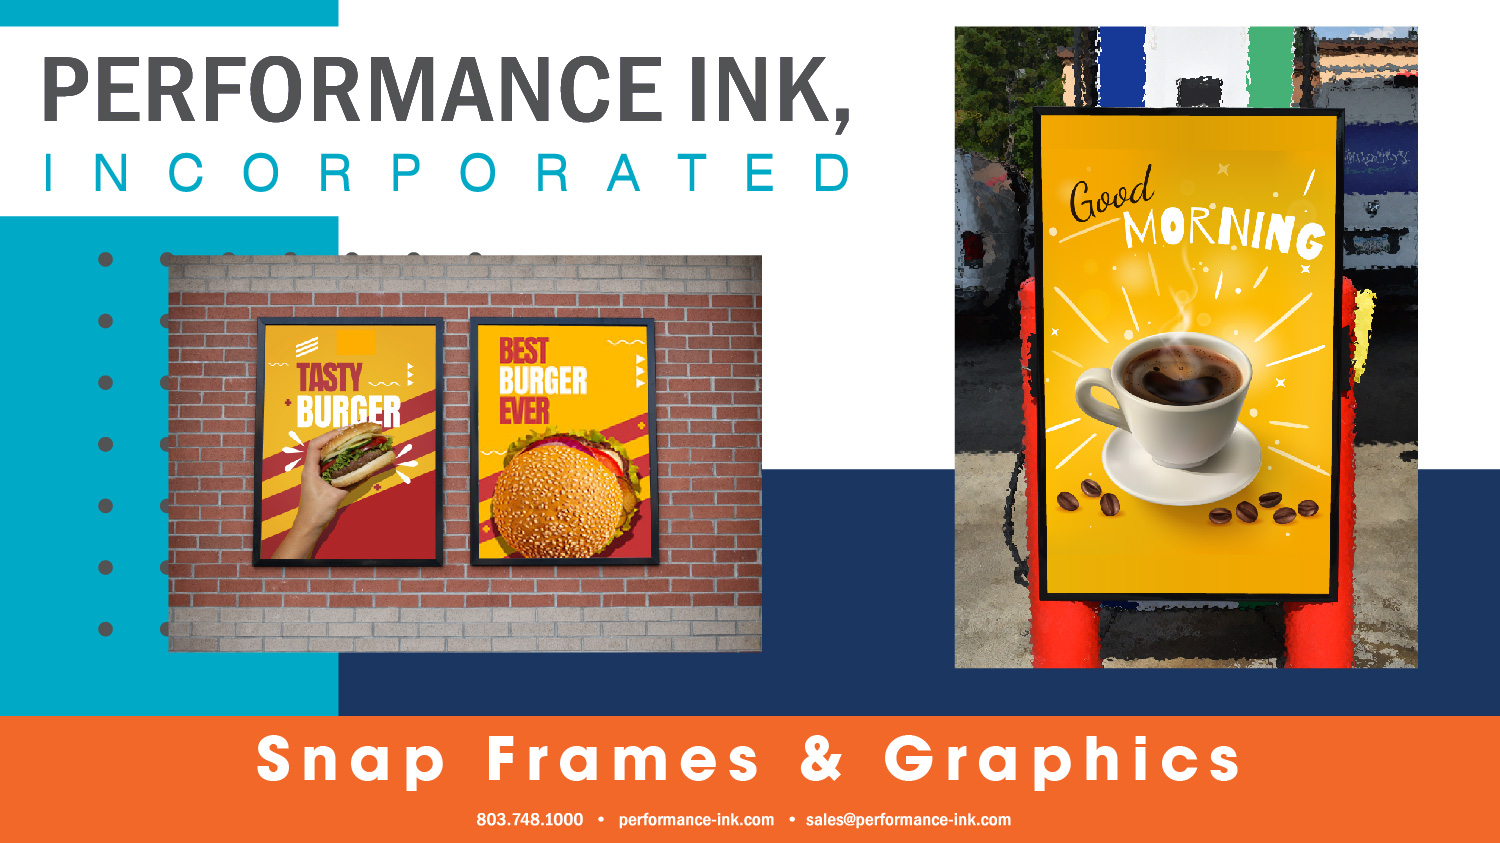 PERFORMANCE INK,
INCORPORATED
TASTY
BURGER
BEST
BURGER
EVER
Good
MORNING
Snap Frames & Graphics
803.748.1000 • performance-ink.com • sales@performance-ink.com